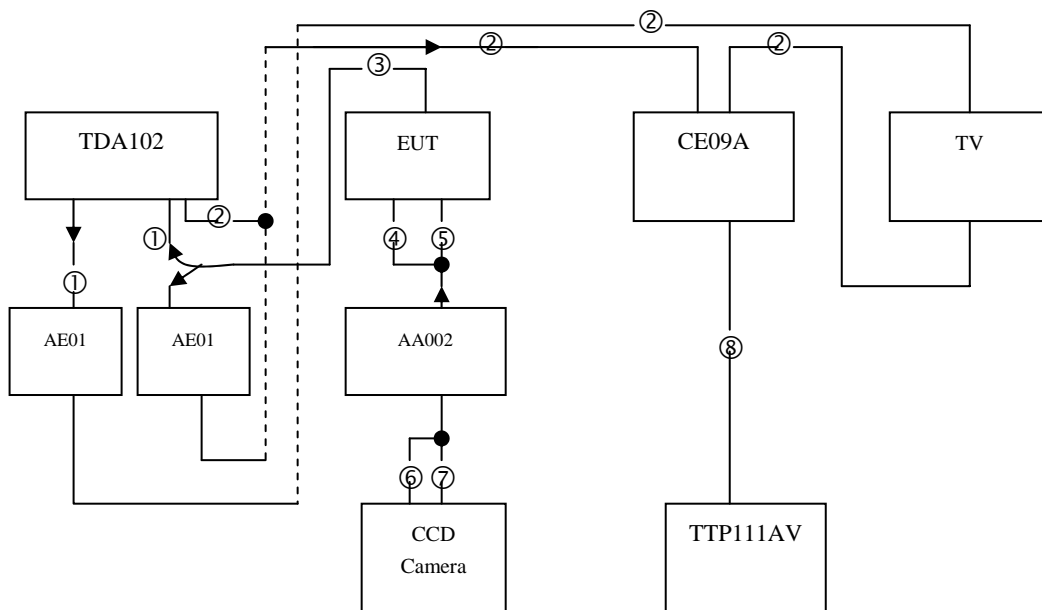 ②
② ②
③
TDA102
EUT
CE09A
TV
②
① ④ ⑤
①
AE01
AE01
AA002
⑧
⑥ ⑦
CCD
Camera
TTP111AV